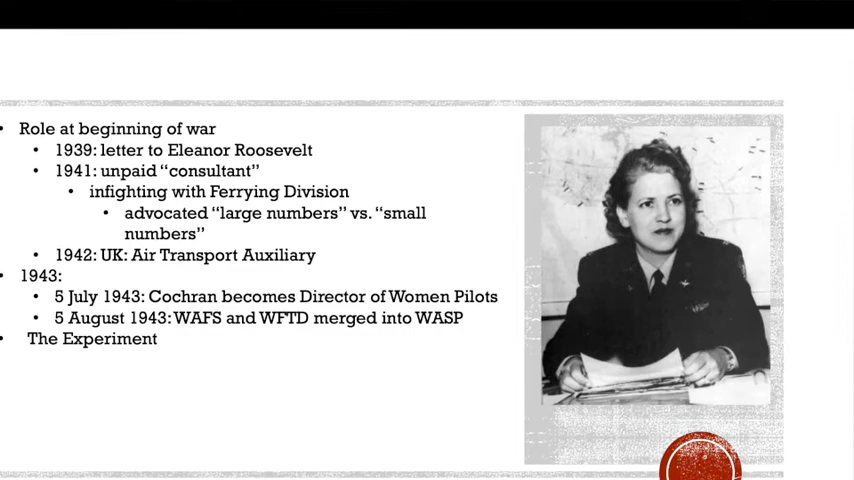 • Role at beginning of war
• 1939: letter to Eleanor Roosevelt
• 1941: unpaid “consultant”
• infighting with Ferrying Division
• advocated “large numbers” vs. “small
numbers”
• 1942: UK: Air Transport Auxiliary
• 1943:
• 5 July 1943: Cochran becomes Director of Women Pilots
• 5 August 1943: WAFS and WFTD merged into WASP
• The Experiment